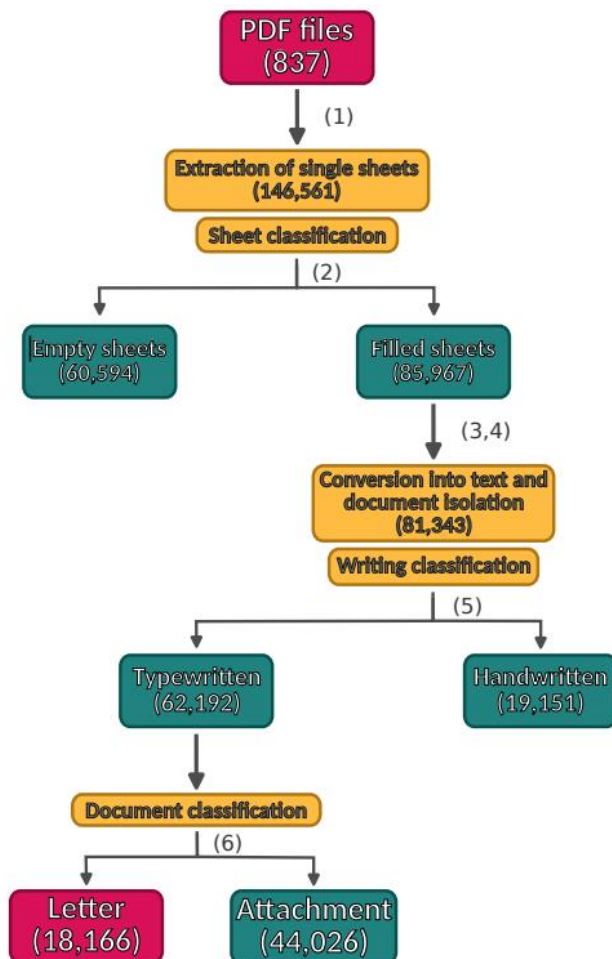 PDF files
(837)
(1)
Extraction of single sheets
(146,561)
Sheet classification
(2)
Empty sheets
(60,594)
Filled sheets
(85,967)
(3,4)
Conversion into text and
document isolation
(81,343)
Writing classification
(5)
Typewritten
(62,192)
Handwritten
(19,151)
Document classification
(6)
Letter
(18,166)
Attachment
(44,026)